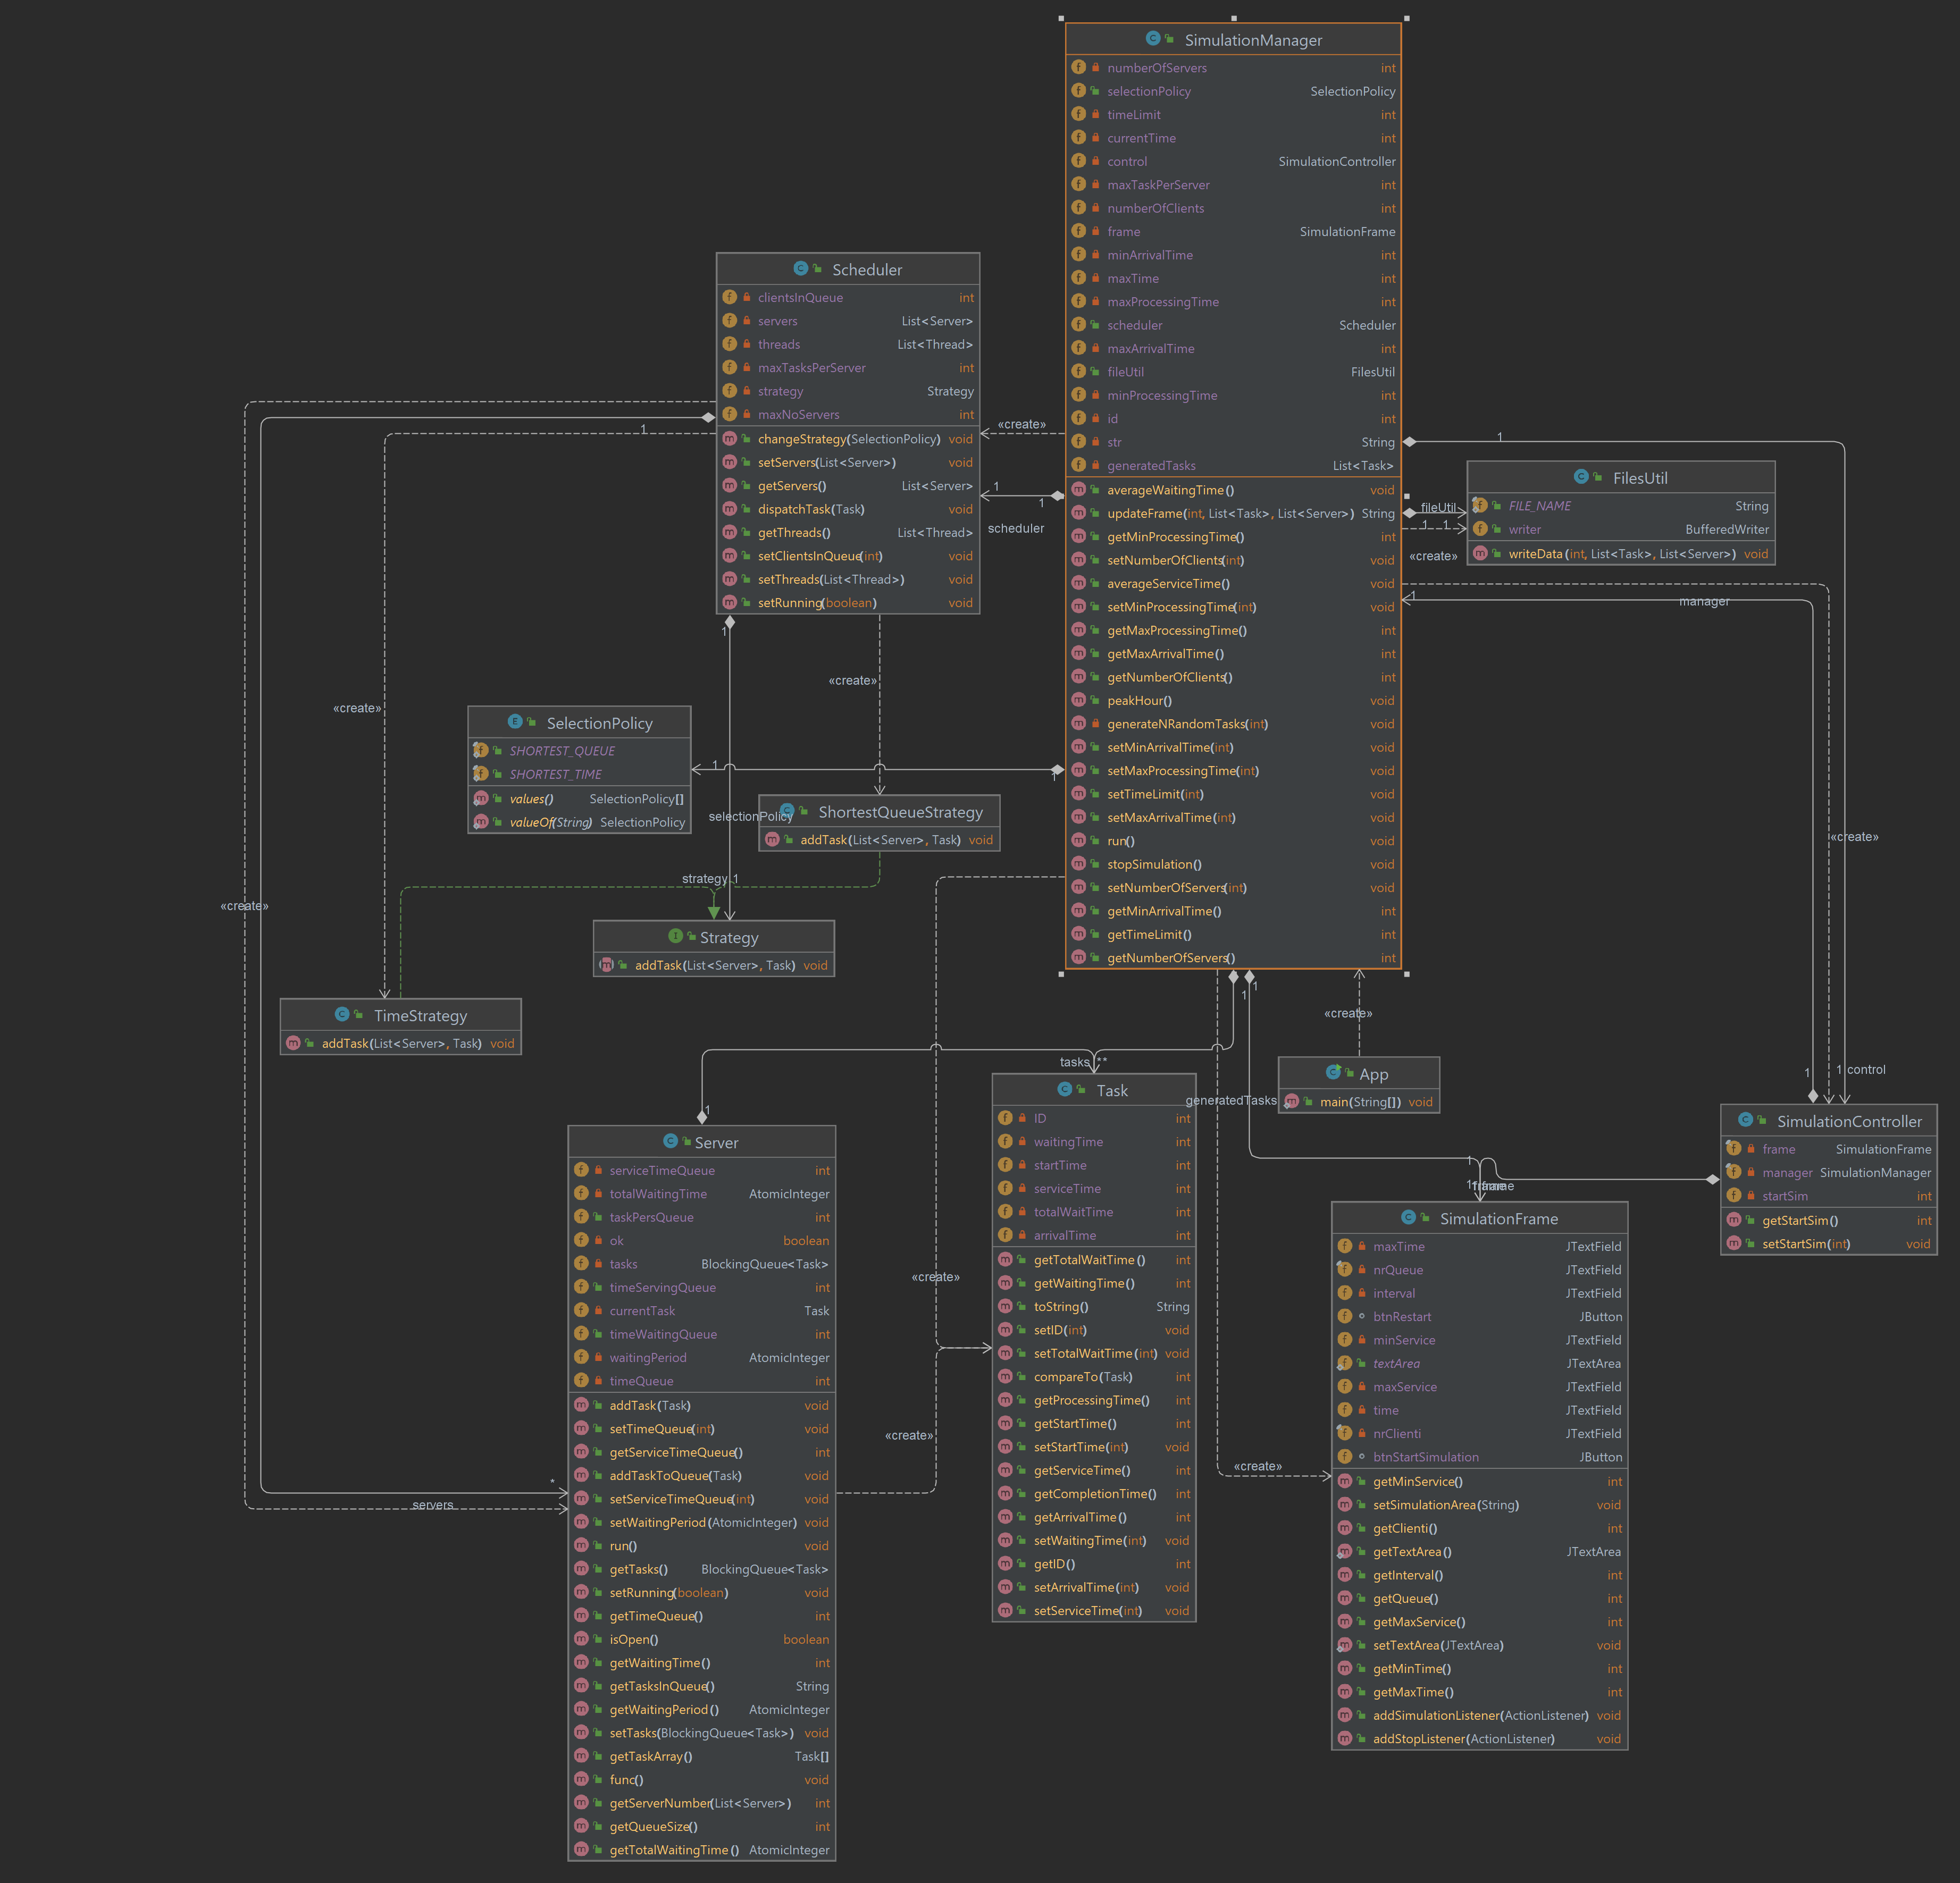 SimulationManager
numberOfServers int
selectionPolicy SelectionPolicy
timeLimit int
currentTime int
control SimulationController
maxTaskPerServer int
numberOfClients int
frame SimulationFrame
minArrivalTime int
maxTime int
maxProcessingTime int
scheduler Scheduler
maxArrivalTime int
fileUtil FilesUtil
minProcessingTime int
id int
str String
generatedTasks List<Task>
averageWaitingTime() void
updateFrame(int, List<Task>, List<Server>) String
getMinProcessingTime() int
setNumberOfClients(int) void
averageServiceTime() void
setMinProcessingTime(int) void
getMaxProcessingTime() int
getMaxArrivalTime() int
getNumberOfClients() int
peakHour() void
generateNRandomTasks(int) void
setMinArrivalTime(int) void
setMaxProcessingTime(int) void
setTimeLimit(int) void
setMaxArrivalTime(int) void
run() void
stopSimulation() void
setNumberOfServers(int) void
getMinArrivalTime() int
getTimeLimit() int
getNumberOfServers() int
Scheduler
clientsInQueue int
servers List<Server>
threads List<Thread>
maxTasksPerServer int
strategy Strategy
maxNoServers int
changeStrategy(SelectionPolicy) void
setServers(List<Server>) void
getServers() List<Server>
dispatchTask(Task) void
getThreads() List<Thread>
setClientsInQueue(int) void
setThreads(List<Thread>) void
setRunning(boolean) void
«create»
1
1
scheduler
1
1
fileUtil
1 1
«create»
FilesUtil
FILE_NAME String
writer BufferedWriter
writeData(int, List<Task>, List<Server>) void
1
manager
«create»
1
«create»
«create»
SelectionPolicy
SHORTEST_QUEUE
SHORTEST_TIME
values() SelectionPolicy[]
valueOf(String) SelectionPolicy
1
1
selectionPolicy
ShortestQueueStrategy
addTask(List<Server>, Task) void
strategy 1
«create»
Strategy
addTask(List<Server>, Task) void
TimeStrategy
addTask(List<Server>, Task) void
1
1
«create»
tasks **
generatedTasks
App
main(String[]) void
1
1 control
SimulationController
frame SimulationFrame
manager SimulationManager
startSim int
getStartSim() int
setStartSim(int) void
Task
ID int
waitingTime int
startTime int
serviceTime int
totalWaitTime int
arrivalTime int
getTotalWaitTime() int
getWaitingTime() int
toString() String
setID(int) void
setTotalWaitTime(int) void
compareTo(Task) int
getProcessingTime() int
getStartTime() int
setStartTime(int) void
getServiceTime() int
getCompletionTime() int
getArrivalTime() int
setWaitingTime(int) void
getID() int
setArrivalTime(int) void
setServiceTime(int) void
1
Server
serviceTimeQueue int
totalWaitingTime AtomicInteger
taskPersQueue int
ok boolean
tasks BlockingQueue<Task>
timeServingQueue int
currentTask Task
timeWaitingQueue int
waitingPeriod AtomicInteger
timeQueue int
addTask(Task) void
setTimeQueue(int) void
getServiceTimeQueue() int
addTaskToQueue(Task) void
setServiceTimeQueue(int) void
setWaitingPeriod(AtomicInteger) void
run() void
getTasks() BlockingQueue<Task>
setRunning(boolean) void
getTimeQueue() int
isOpen() boolean
getWaitingTime() int
getTasksInQueue() String
getWaitingPeriod() AtomicInteger
setTasks(BlockingQueue<Task>) void
getTaskArray() Task[]
func() void
getServerNumber(List<Server>) int
getQueueSize() int
getTotalWaitingTime() AtomicInteger
«create»
«create»
*
servers
«create»
1
frame
SimulationFrame
maxTime JTextField
nrQueue JTextField
interval JTextField
btnRestart JButton
minService JTextField
textArea JTextArea
maxService JTextField
time JTextField
nrClienti JTextField
btnStartSimulation JButton
getMinService() int
setSimulationArea(String) void
getClienti() int
getTextArea() JTextArea
getInterval() int
getQueue() int
getMaxService() int
setTextArea(JTextArea) void
getMinTime() int
getMaxTime() int
addSimulationListener(ActionListener) void
addStopListener(ActionListener) void